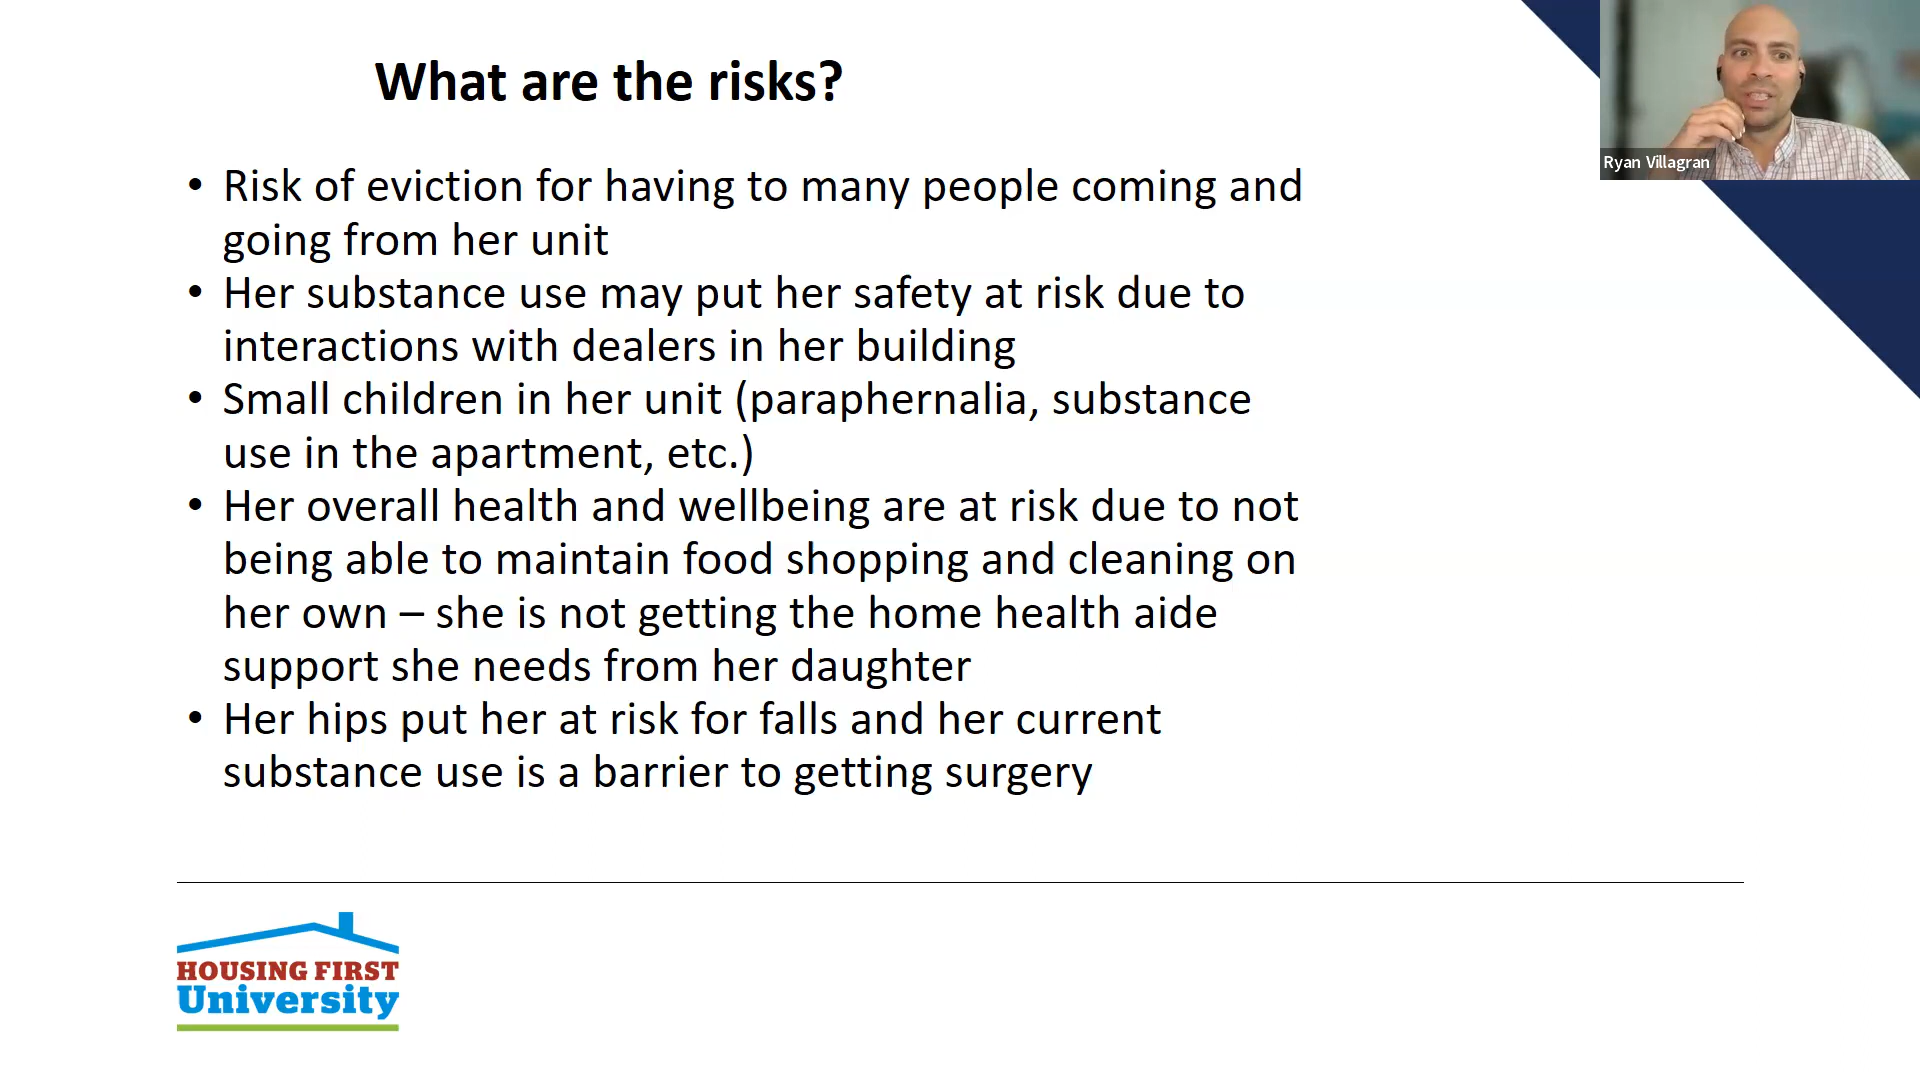 What are the risks?
Ryan Villagran
• Risk of eviction for having to many people coming and
going from her unit
• Her substance use may put her safety at risk due to
interactions with dealers in her building
• Small children in her unit (paraphernalia, substance
use in the apartment, etc.)
• Her overall health and wellbeing are at risk due to not
being able to maintain food shopping and cleaning on
her own – she is not getting the home health aide
support she needs from her daughter
• Her hips put her at risk for falls and her current
substance use is a barrier to getting surgery
HOUSING FIRST
University